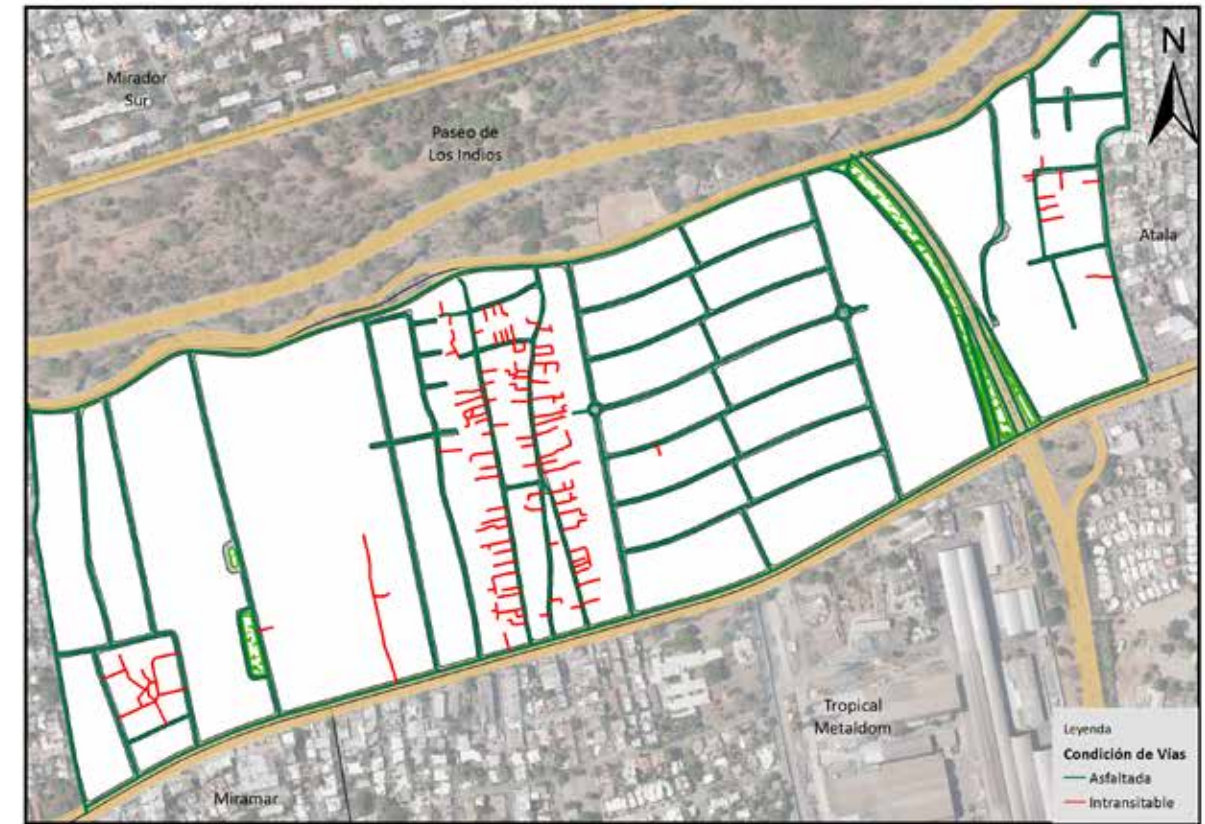 Mirador
Sur
N
Paseo de
Los Indios
Atala
Tropical
Metaldom
Miramar
Leyenda
Condición de Vías
Asfaltada
Intransitable